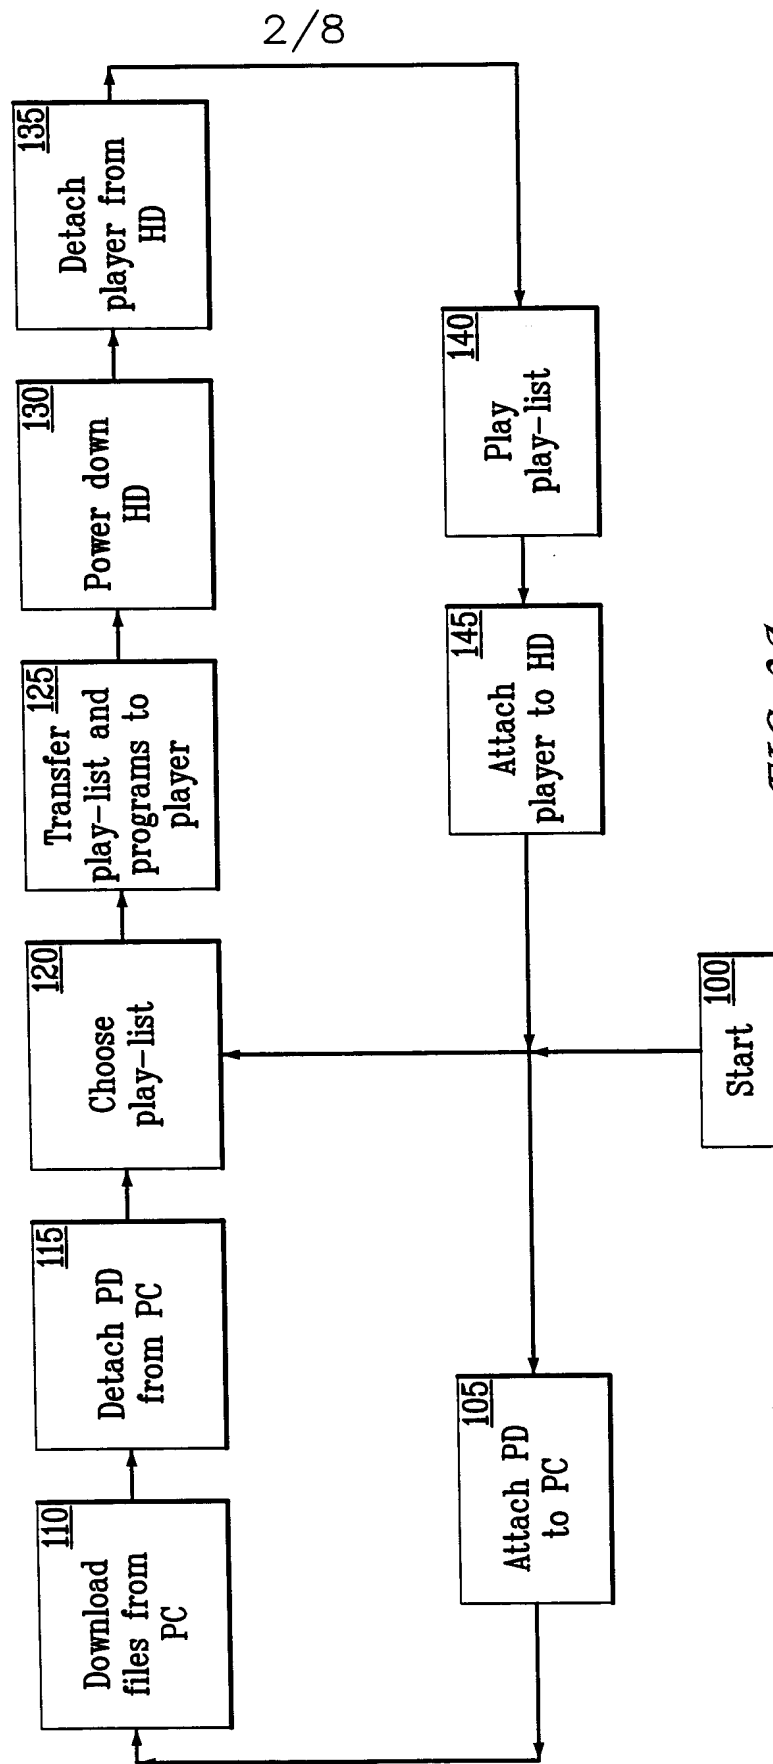 2/8
110
Download
files from
PC
115
Detach PD
from PC
120
Choose
play-list
125
Transfer
play-list and
programs to
player
130
Power down
HD
135
Detach
player from
HD
105
Attach PD
to PC
145
Attach
player to HD
140
Play
play-list
100
Start